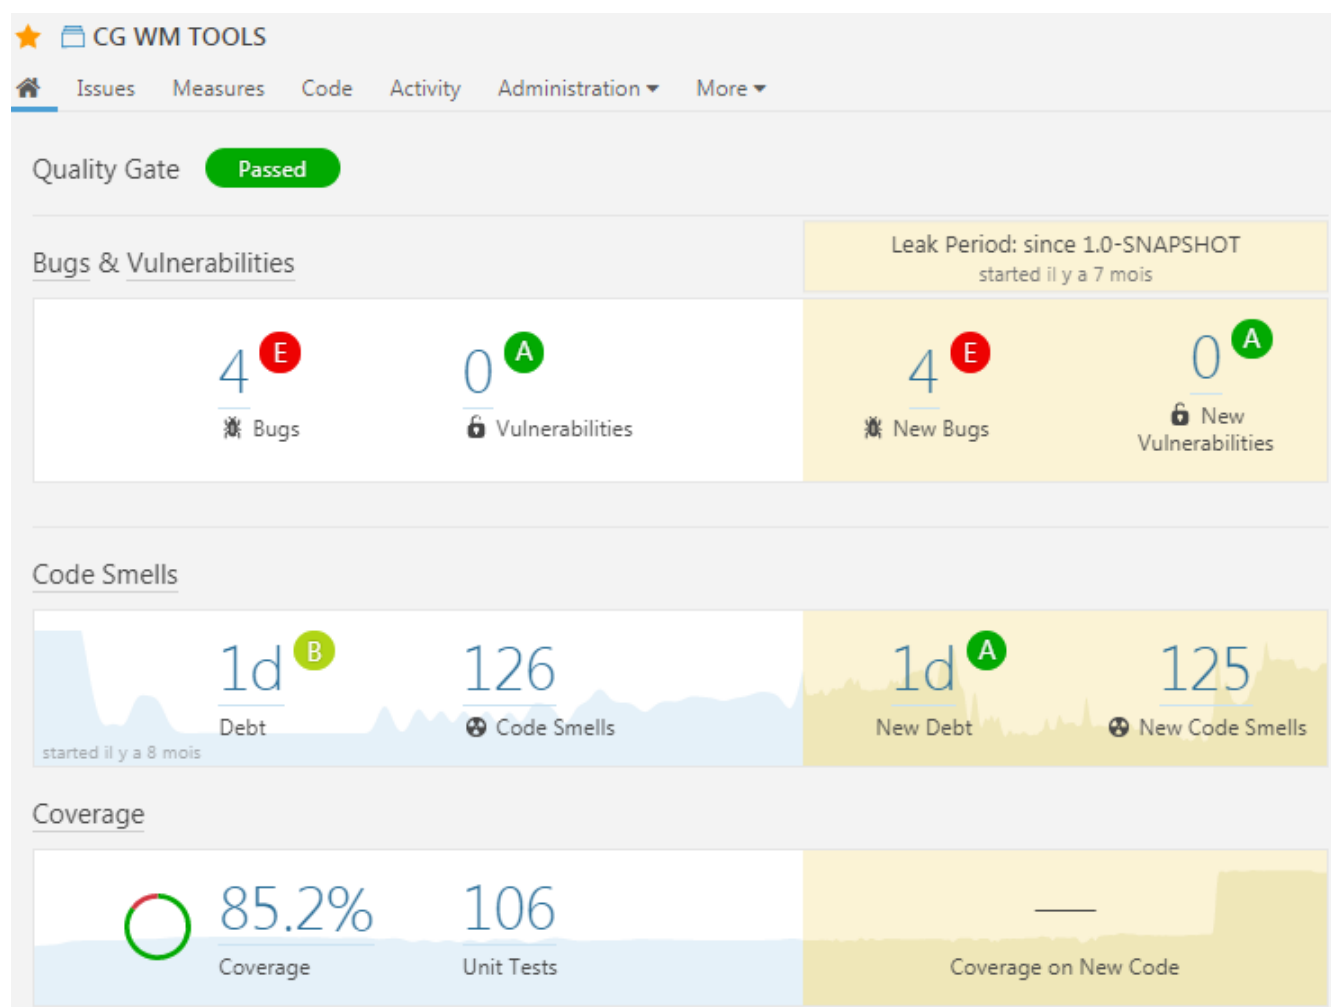 CG WM TOOLS
Issues Measures Code Activity Administration More
Quality Gate Passed
Leak Period: since 1.0-SNAPSHOT
started il y a 7 mois
Bugs & Vulnerabilities
4 E 0 A 4 E 0 A
Bugs Vulnerabilities New Bugs New
Vulnerabilities
Code Smells
1d B 126 1d A 125
Debt Code Smells New Debt New Code Smells
started il y a 8 mois
Coverage
85.2% 106 —
Coverage Unit Tests Coverage on New Code